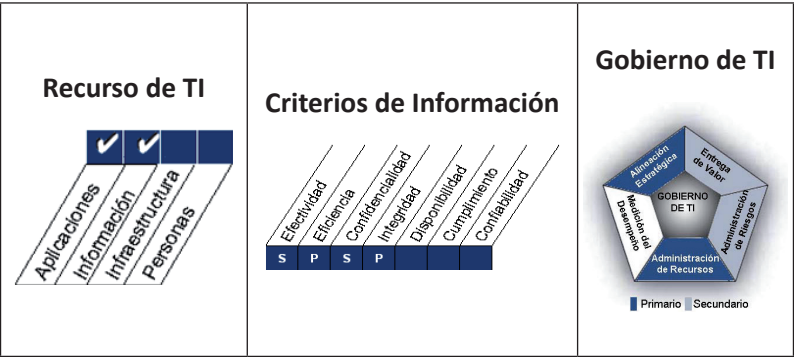 Recurso de TI
Aplicaciones
Información
Infraestructura
Personas
Criterios de Información
Efectividad
Eficiencia
Confidencialidad
Integridad
Disponibilidad
Cumplimiento
Confiabilidad
S P S P
Gobierno de TI
Alineación
Estratégica
Entrega
de Valor
GOBIERNO
DE TI
Medición del
Desempeño
Administración
de Riesgos
Administración
de Recursos
Primario Secundario